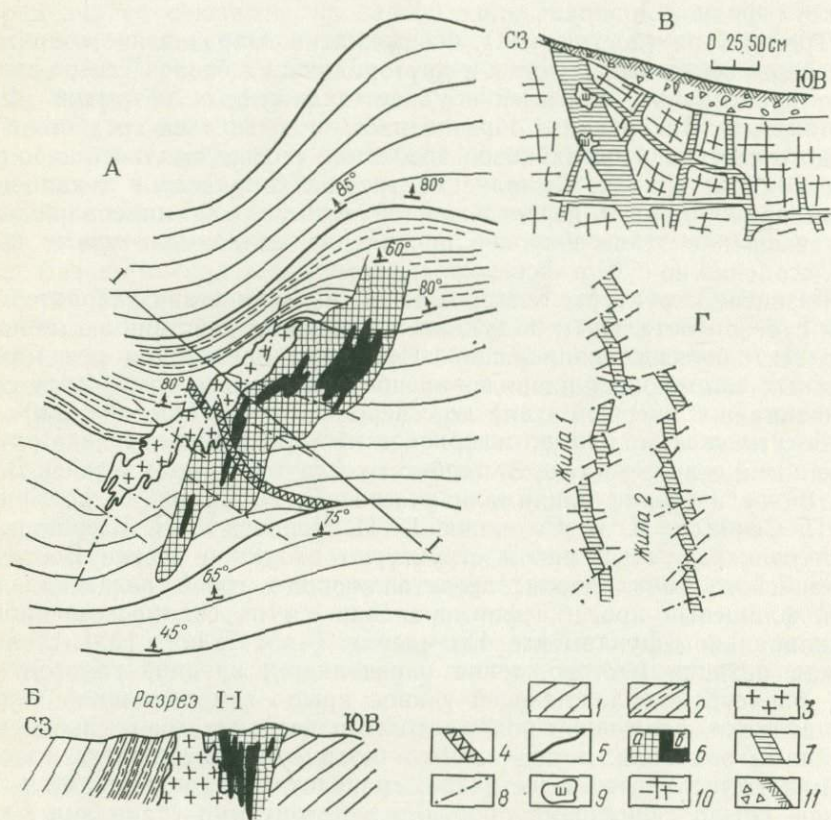 В
СЗ
0 25 50 см
ЮВ
Ш
Ш
А
85°
80°
60°
80°
I
80°
75°
I
65°
45°
Г
Жила 1
Жила 2
Б
Разрез I-I
СЗ
ЮВ
1
2
3
4
5
а б 6
7
8
Ш 9
10
11